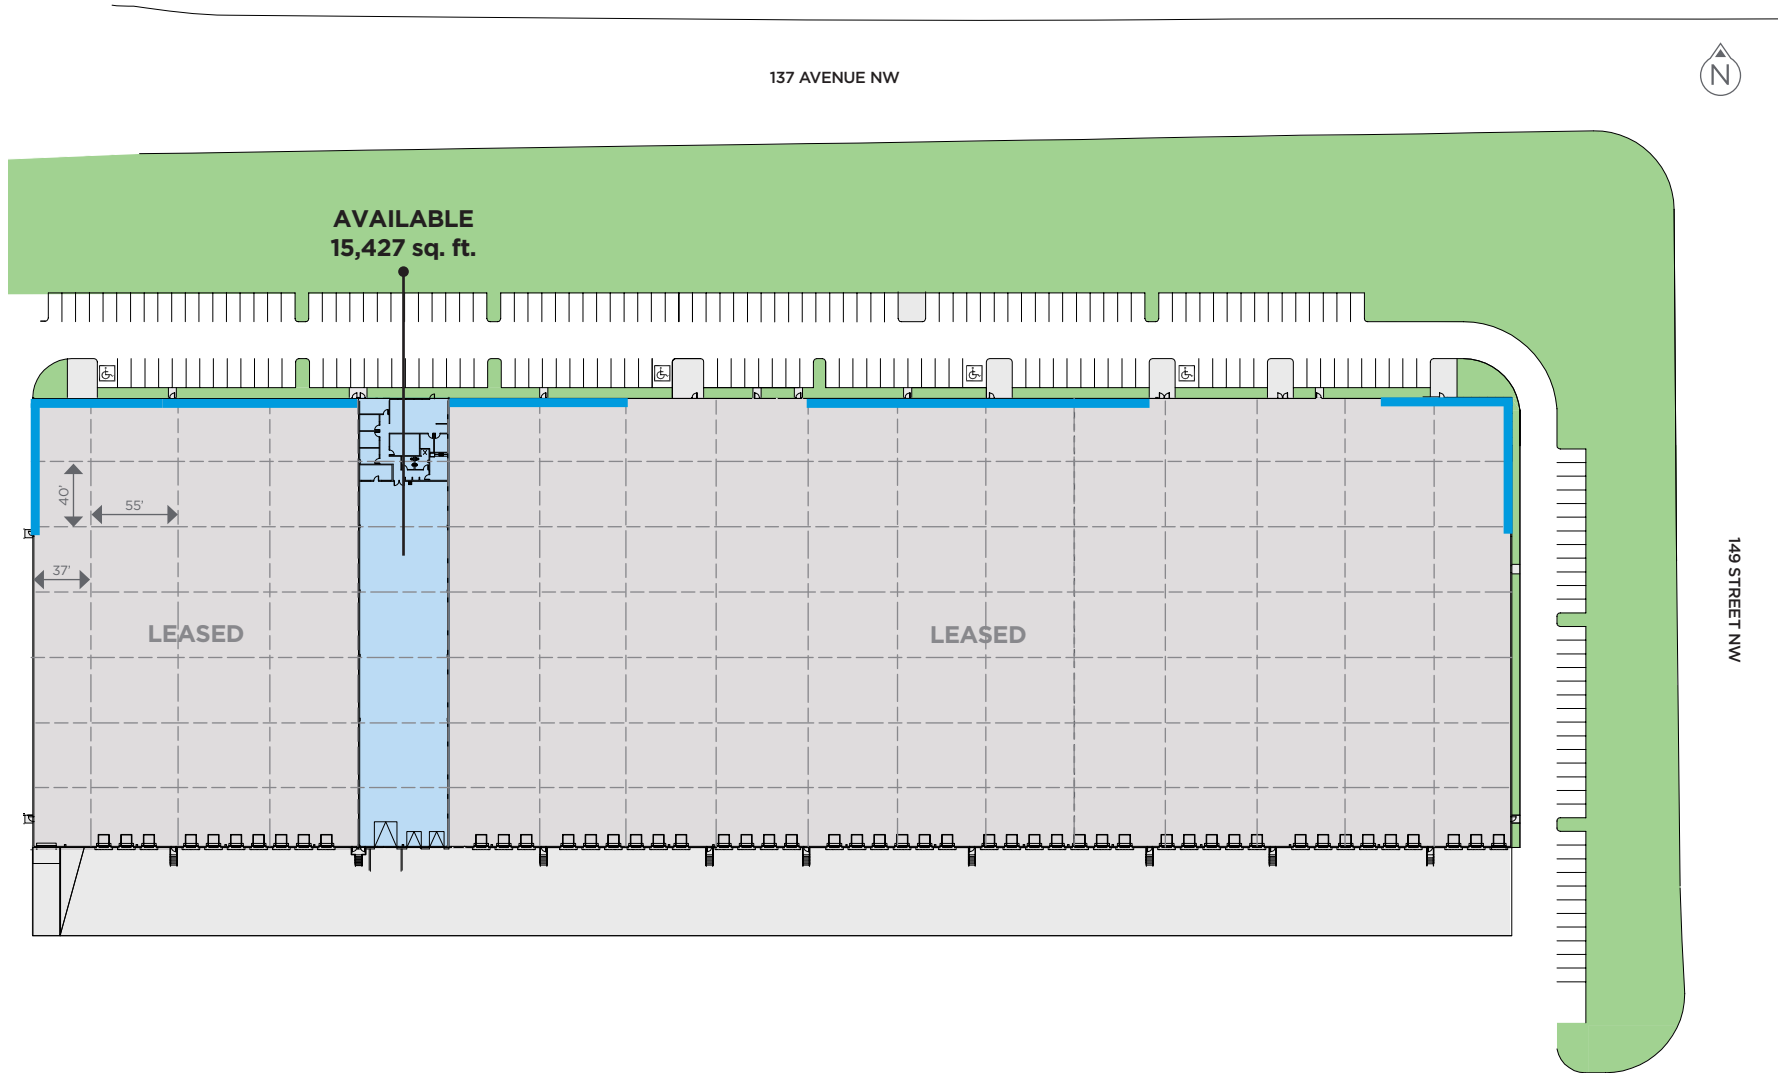 137 AVENUE NW
N
AVAILABLE
15,427 sq. ft.
40'
55'
37'
LEASED
LEASED
149 STREET NW